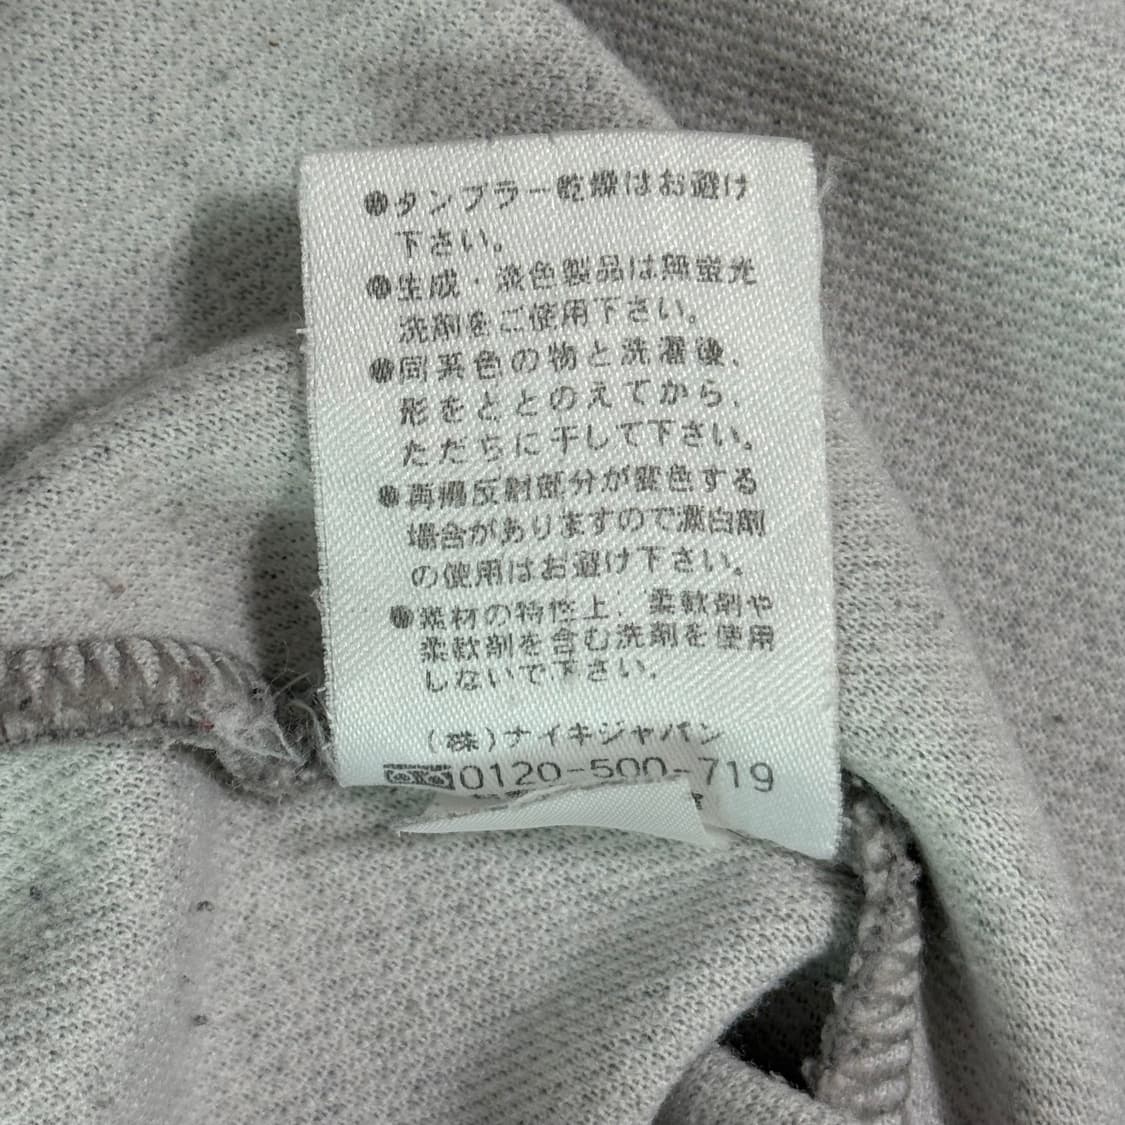 ●タンブラー乾燥はお避け
下さい。
●生成・淡色製品は無蛍光
洗剤をご使用下さい。
●同系色の物と洗濯後、
形をととのえてから、
ただちに干して下さい。
●再帰反射部分が変色する
場合がありますので漂白剤
の使用はお避け下さい。
●素材の特性上、柔軟剤や
柔軟剤を含む洗剤を使用
しないで下さい。
(株)ナイキジャパン
0120-500-719